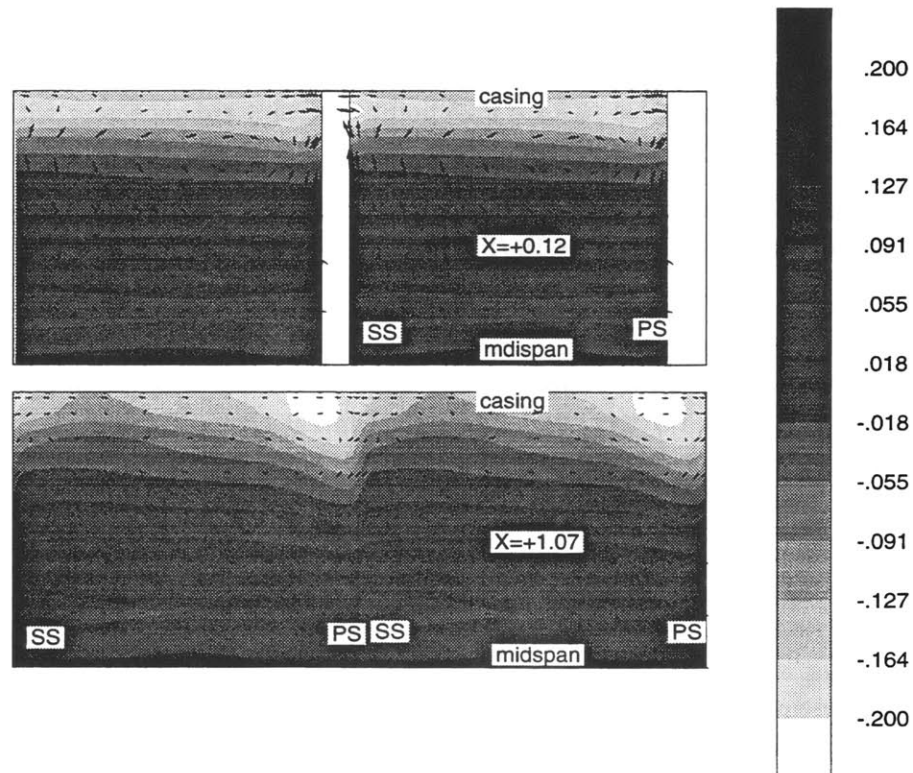 casing
X=+0.12
SS
PS
mdispan
casing
X=+1.07
SS
PS
SS
PS
midspan
.200
.164
.127
.091
.055
.018
-.018
-.055
-.091
-.127
-.164
-.200